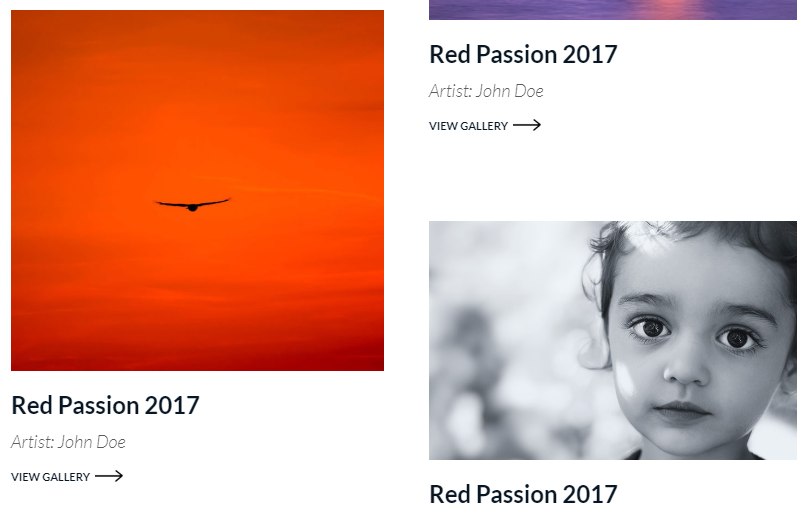 Red Passion 2017
Artist: John Doe
VIEW GALLERY
Red Passion 2017
Artist: John Doe
VIEW GALLERY
Red Passion 2017